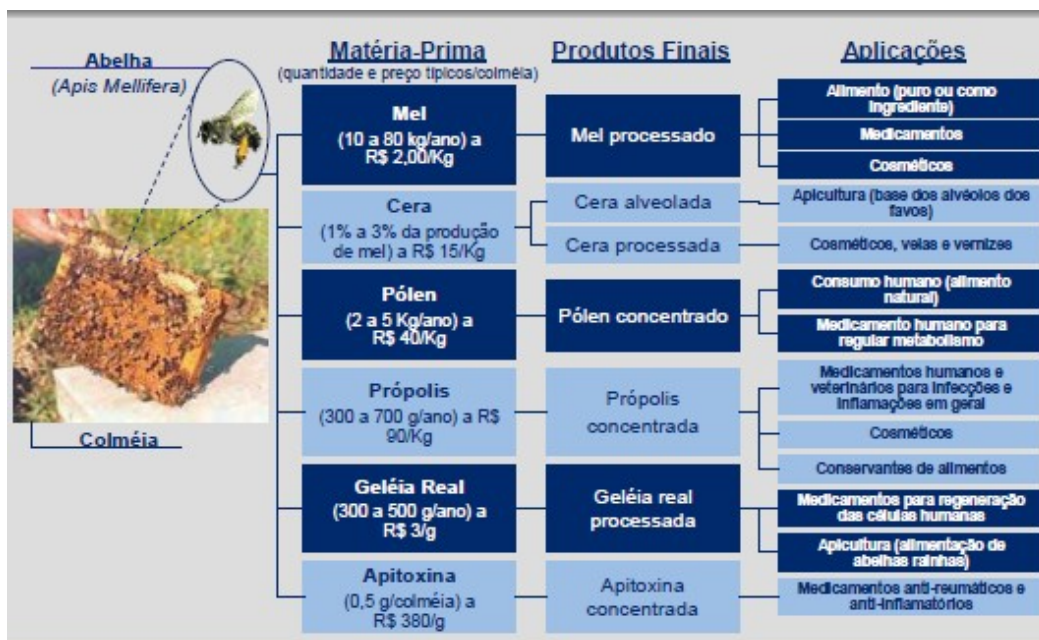 Abelha
(Apis Mellifera)
Colméia
Matéria-Prima
(quantidade e preço típicos/colméia)
Produtos Finais
Aplicações
Mel
(10 a 80 kg/ano) a
R$ 2,00/Kg
Mel processado
Alimento (puro ou como
ingrediente)
Medicamentos
Cosméticos
Cera
(1% a 3% da produção
de mel) a R$ 15/Kg
Cera alveolada
Apicultura (base dos alvéolos dos
favos)
Cera processada
Cosméticos, velas e vernizes
Pólen
(2 a 5 Kg/ano) a
R$ 40/Kg
Pólen concentrado
Consumo humano (alimento
natural)
Medicamento humano para
regular metabolismo
Própolis
(300 a 700 g/ano) a R$
90/Kg
Própolis
concentrada
Medicamentos humanos e
veterinários para infecções e
inflamações em geral
Cosméticos
Conservantes de alimentos
Geléia Real
(300 a 500 g/ano) a
R$ 3/g
Geléia real
processada
Medicamentos para regeneração
das células humanas
Apicultura (alimentação de
abelhas rainhas)
Apitoxina
(0,5 g/colméia) a
R$ 380/g
Apitoxina
concentrada
Medicamentos anti-reumáticos e
anti-inflamatórios